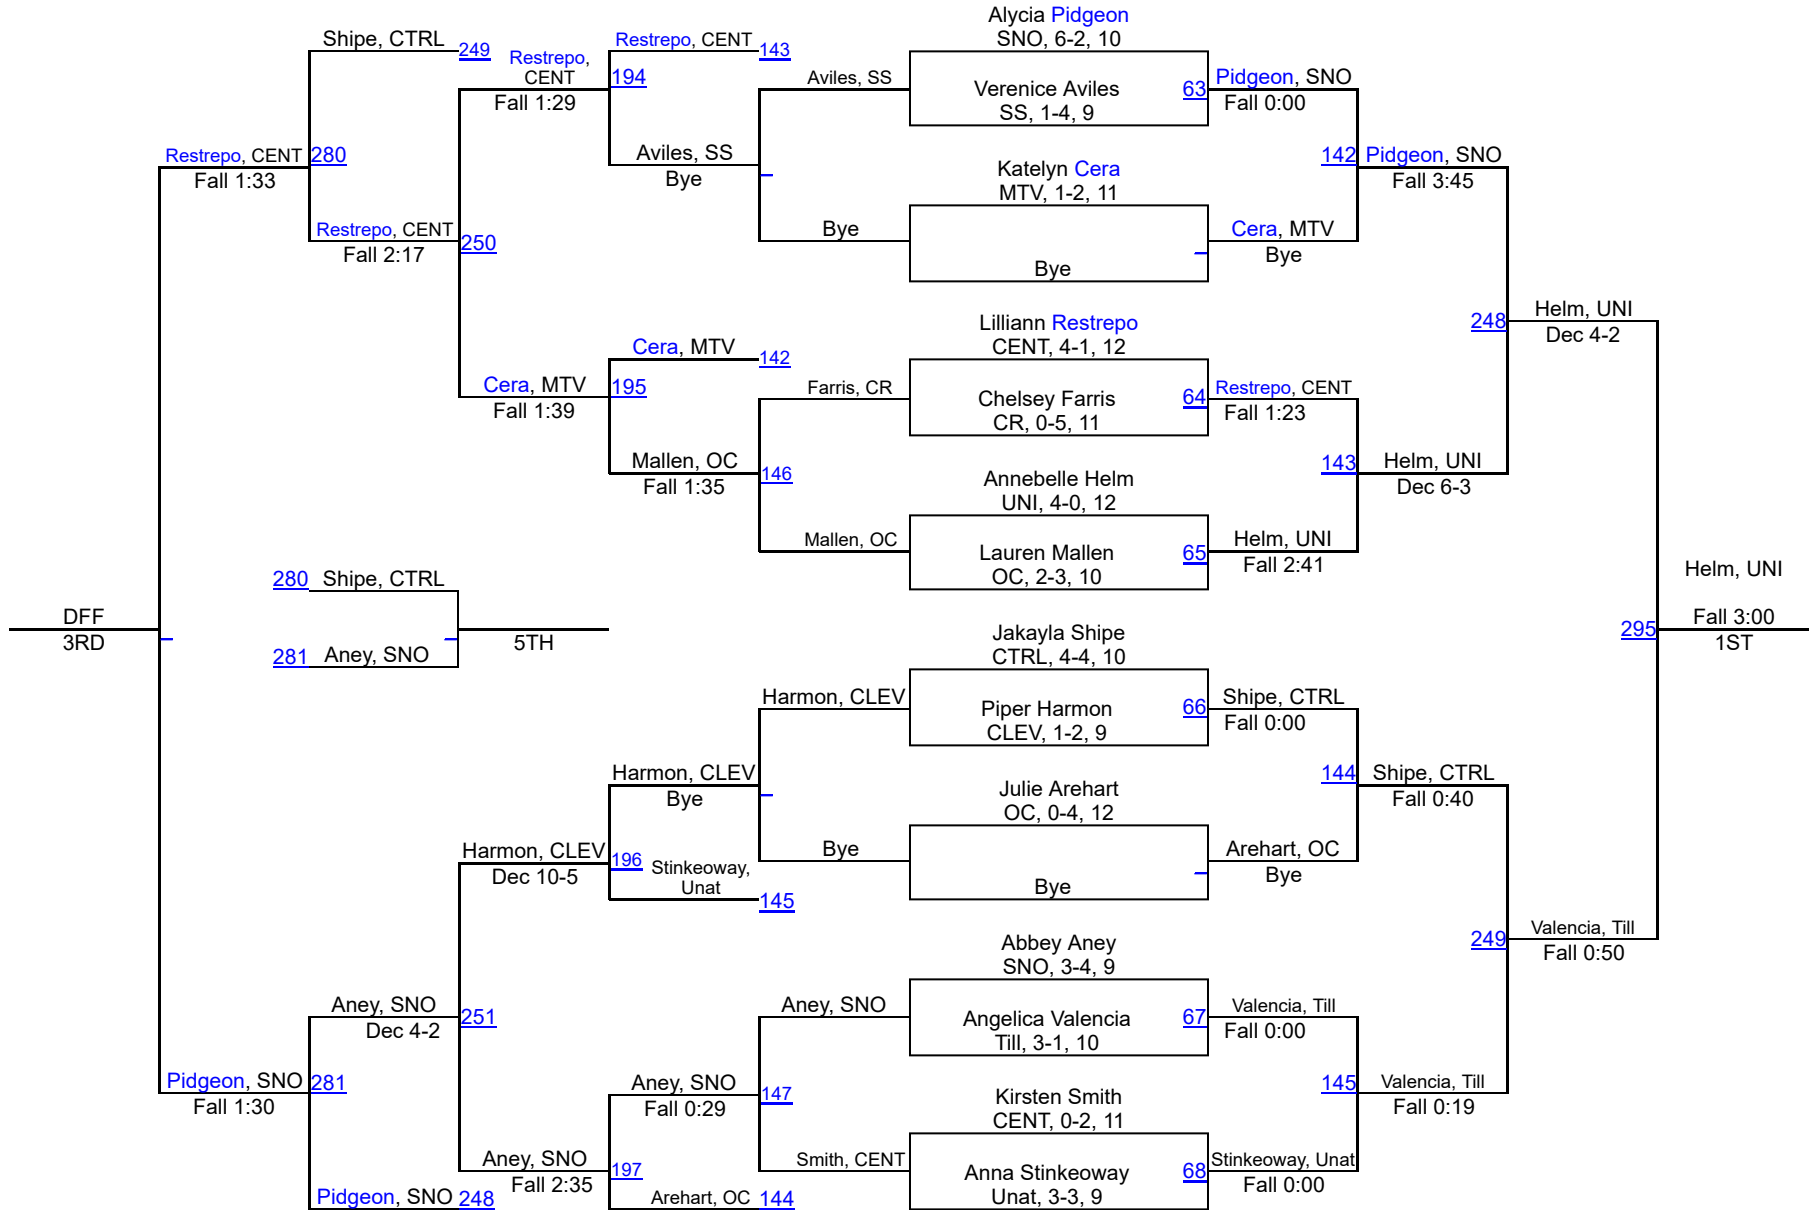 Alycia Pidgeon
SNO, 6-2, 10
Shipe, CTRL
249
Restrepo,
CENT
Fall 1:29
Restrepo, CENT
143
194
Aviles, SS
Verenice Aviles
SS, 1-4, 9
63
Pidgeon, SNO
Fall 0:00
Restrepo, CENT
Fall 1:33
280
Aviles, SS
Bye
Katelyn Cera
MTV, 1-2, 11
142
Pidgeon, SNO
Fall 3:45
Restrepo, CENT
Fall 2:17
250
Bye
Bye
Cera, MTV
Bye
Lilliann Restrepo
CENT, 4-1, 12
248
Helm, UNI
Dec 4-2
Cera, MTV
142
Cera, MTV
Fall 1:39
195
Farris, CR
Chelsey Farris
CR, 0-5, 11
64
Restrepo, CENT
Fall 1:23
Mallen, OC
Fall 1:35
146
Annebelle Helm
UNI, 4-0, 12
143
Helm, UNI
Dec 6-3
Mallen, OC
Lauren Mallen
OC, 2-3, 10
65
Helm, UNI
Fall 2:41
280
Shipe, CTRL
281
Aney, SNO
5TH
DFF
3RD
Helm, UNI
295
Fall 3:00
1ST
Jakayla Shipe
CTRL, 4-4, 10
Harmon, CLEV
Piper Harmon
CLEV, 1-2, 9
66
Shipe, CTRL
Fall 0:00
Harmon, CLEV
Bye
Julie Arehart
OC, 0-4, 12
144
Shipe, CTRL
Fall 0:40
Harmon, CLEV
Dec 10-5
196
Stinkeoway,
Unat
145
Bye
Bye
Arehart, OC
Bye
Abbey Aney
SNO, 3-4, 9
249
Valencia, Till
Fall 0:50
Aney, SNO
Dec 4-2
251
Aney, SNO
Angelica Valencia
Till, 3-1, 10
67
Valencia, Till
Fall 0:00
Pidgeon, SNO
Fall 1:30
281
Aney, SNO
Fall 0:29
147
Kirsten Smith
CENT, 0-2, 11
145
Valencia, Till
Fall 0:19
Aney, SNO
Fall 2:35
197
Smith, CENT
Anna Stinkeoway
Unat, 3-3, 9
68
Stinkeoway, Unat
Fall 0:00
Pidgeon, SNO
248
Arehart, OC
144